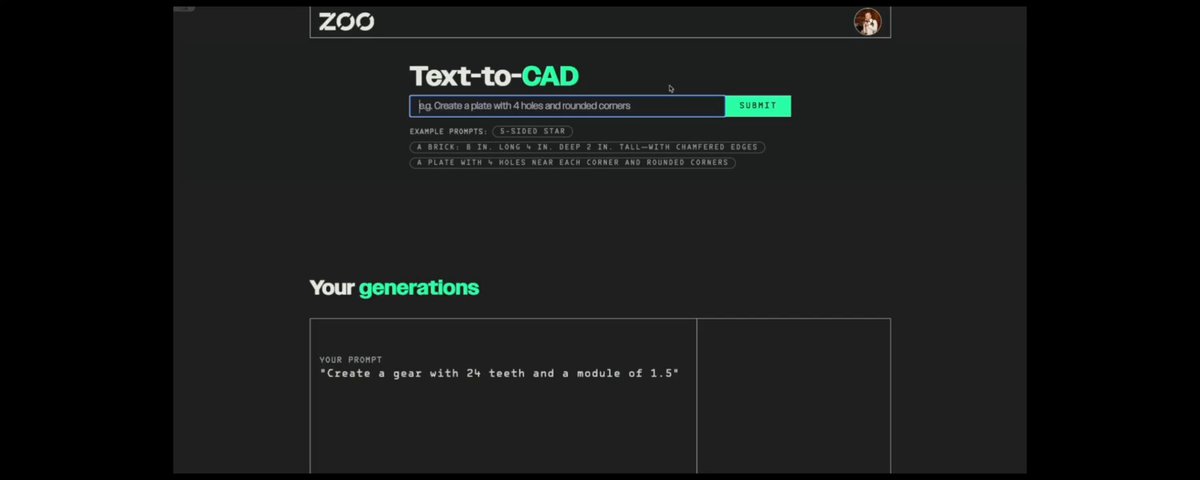 ZOO
Text-to-CAD
e.g. Create a plate with 4 holes and rounded corners
SUBMIT
EXAMPLE PROMPTS: 5-SIDED STAR
A BRICK: 8 IN. LONG 4 IN. DEEP 2 IN. TALL—WITH CHAMFERED EDGES
A PLATE WITH 4 HOLES NEAR EACH CORNER AND ROUNDED CORNERS
Your generations
YOUR PROMPT
"Create a gear with 24 teeth and a module of 1.5"